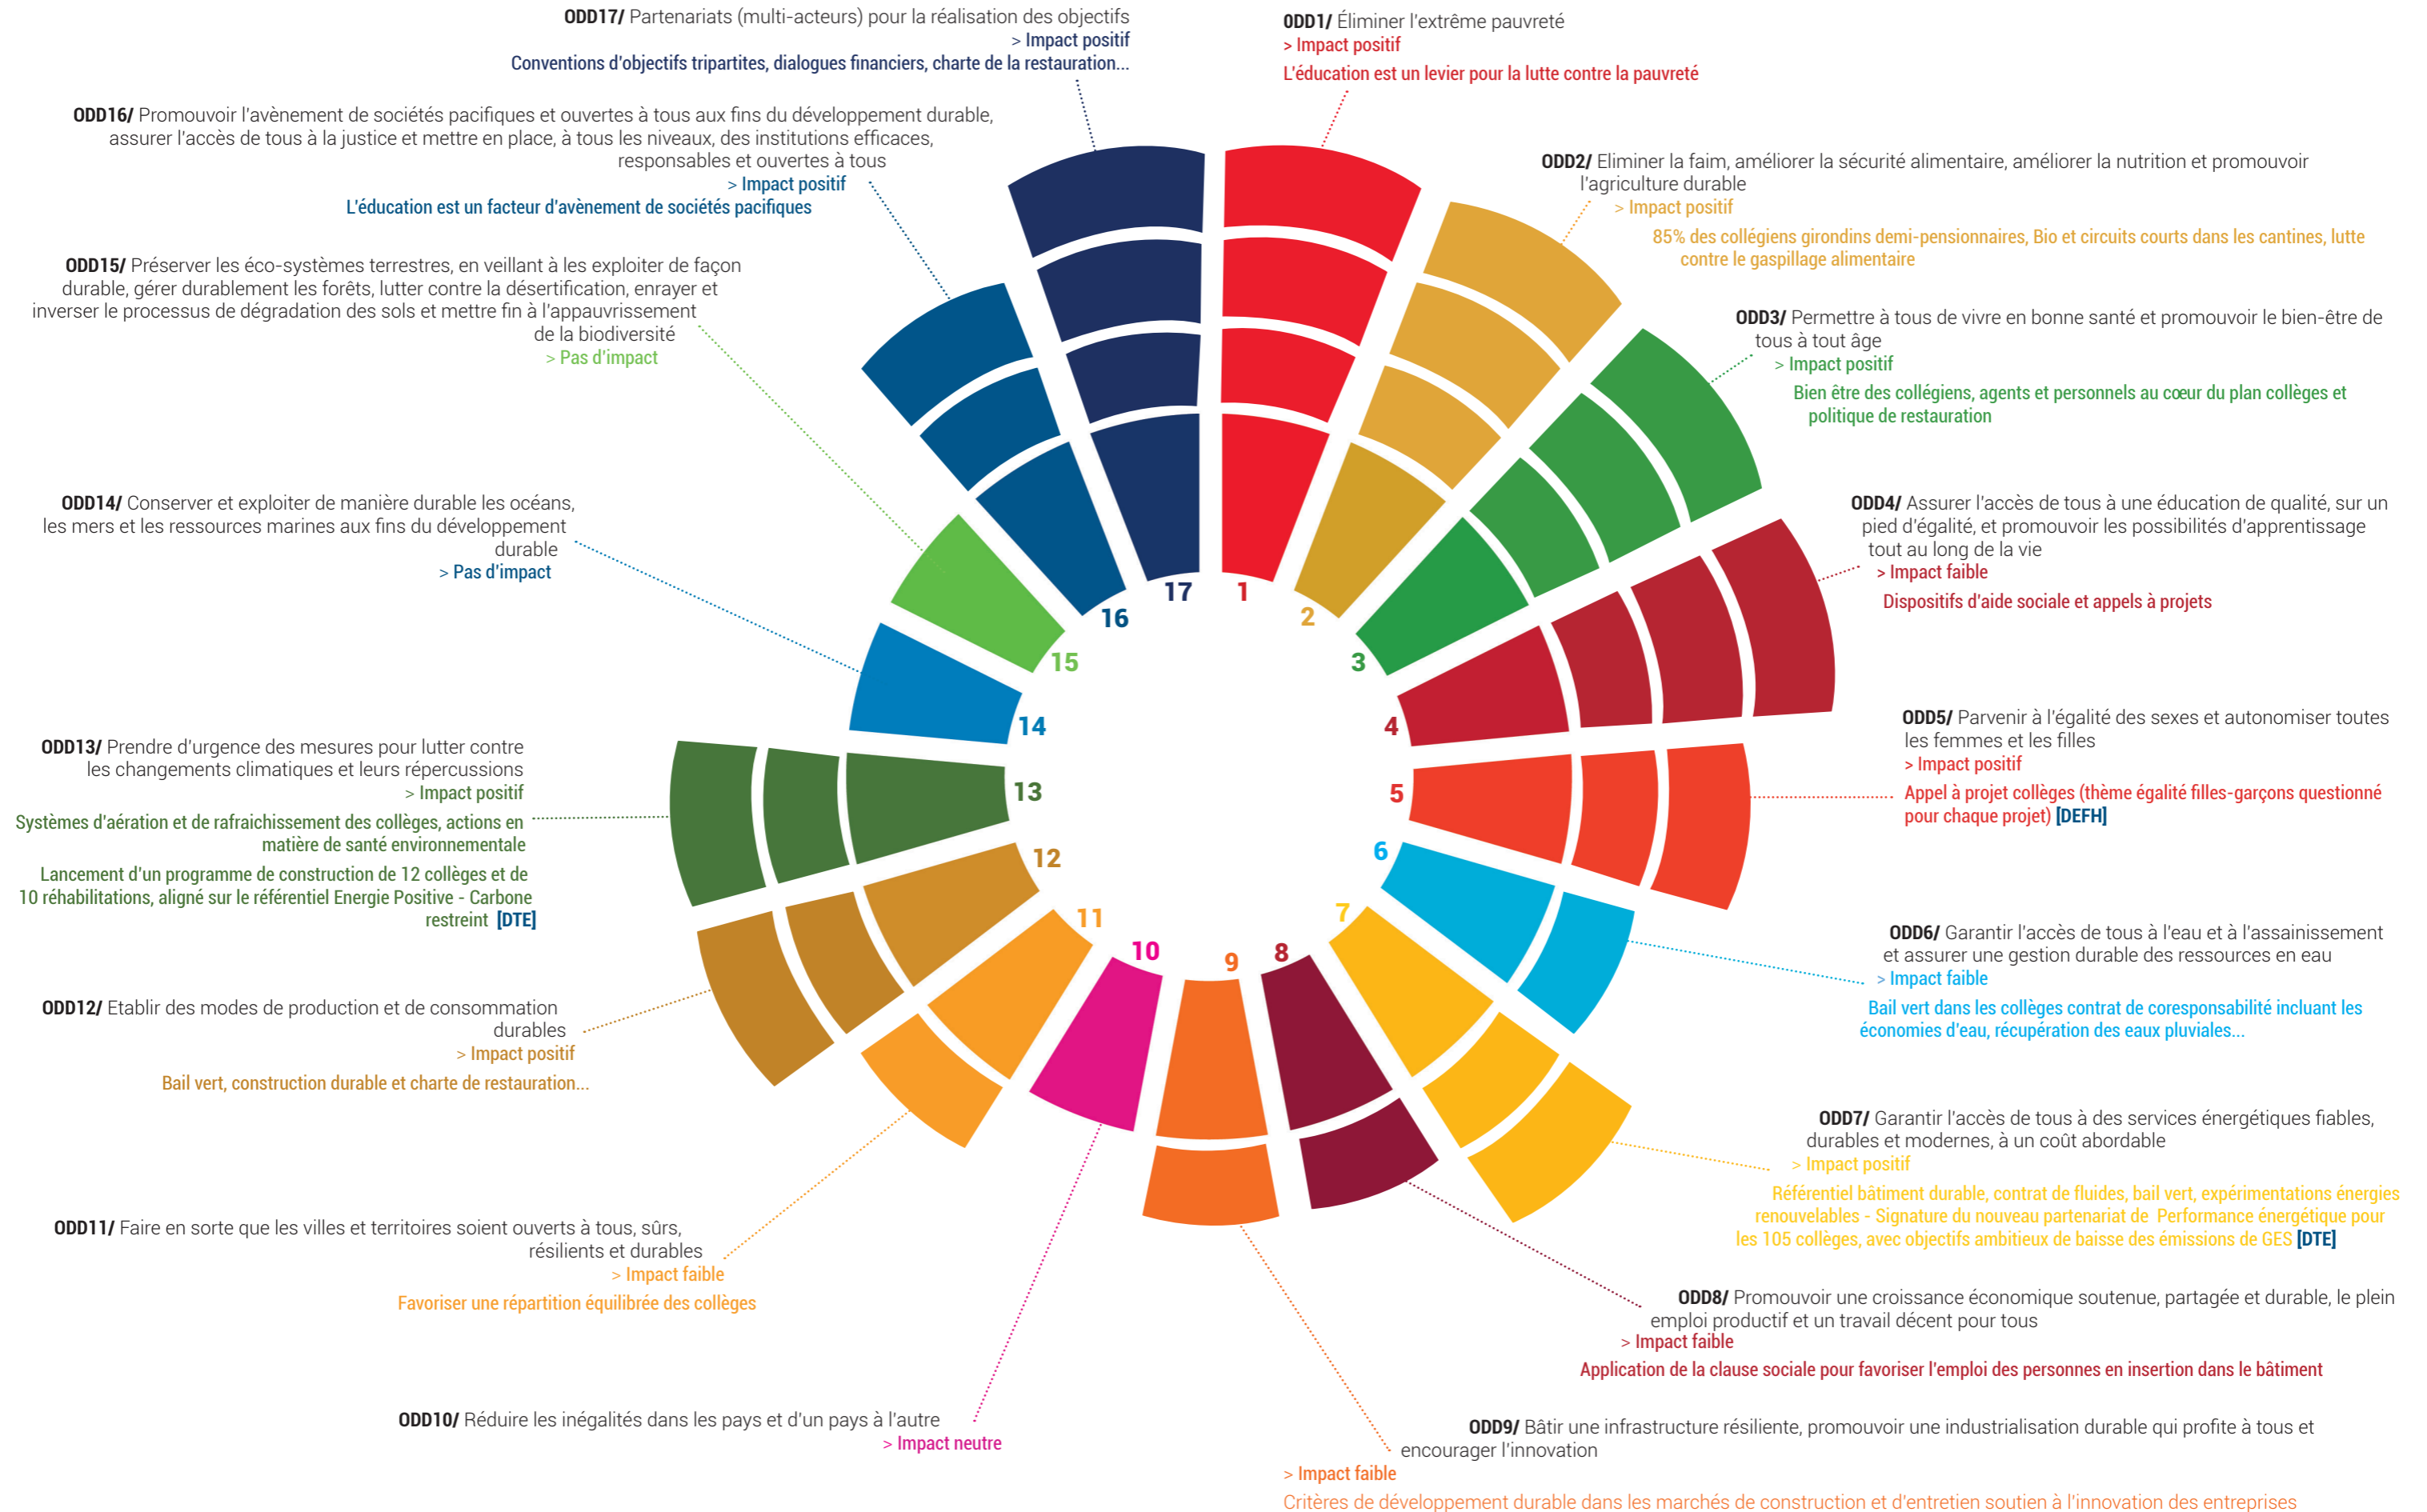 ODD17/ Partenariats (multi-acteurs) pour la réalisation des objectifs
> Impact positif
Conventions d'objectifs tripartites, dialogues financiers, charte de la restauration...
ODD16/ Promouvoir l'avènement de sociétés pacifiques et ouvertes à tous aux fins du développement durable,
assurer l'accès de tous à la justice et mettre en place, à tous les niveaux, des institutions efficaces,
responsables et ouvertes à tous
> Impact positif
L'éducation est un facteur d'avènement de sociétés pacifiques
ODD15/ Préserver les éco-systèmes terrestres, en veillant à les exploiter de façon
durable, gérer durablement les forêts, lutter contre la désertification, enrayer et
inverser le processus de dégradation des sols et mettre fin à l'appauvrissement
de la biodiversité
> Pas d'impact
ODD14/ Conserver et exploiter de manière durable les océans,
les mers et les ressources marines aux fins du développement
durable
> Pas d'impact
ODD13/ Prendre d'urgence des mesures pour lutter contre
les changements climatiques et leurs répercussions
> Impact positif
Systèmes d'aération et de rafraichissement des collèges, actions en
matière de santé environnementale
Lancement d'un programme de construction de 12 collèges et de
10 réhabilitations, aligné sur le référentiel Energie Positive - Carbone
restreint [DTE]
ODD12/ Etablir des modes de production et de consommation
durables
> Impact positif
Bail vert, construction durable et charte de restauration...
ODD11/ Faire en sorte que les villes et territoires soient ouverts à tous, sûrs,
résilients et durables
> Impact faible
Favoriser une répartition équilibrée des collèges
ODD10/ Réduire les inégalités dans les pays et d'un pays à l'autre
> Impact neutre
0DD1/ Éliminer l'extrême pauvreté
> Impact positif
L'éducation est un levier pour la lutte contre la pauvreté
ODD2/ Eliminer la faim, améliorer la sécurité alimentaire, améliorer la nutrition et promouvoir
l'agriculture durable
> Impact positif
85% des collégiens girondins demi-pensionnaires, Bio et circuits courts dans les cantines, lutte
contre le gaspillage alimentaire
ODD3/ Permettre à tous de vivre en bonne santé et promouvoir le bien-être de
tous à tout âge
> Impact positif
Bien être des collégiens, agents et personnels au cœur du plan collèges et
politique de restauration
ODD4/ Assurer l'accès de tous à une éducation de qualité, sur un
pied d'égalité, et promouvoir les possibilités d'apprentissage
tout au long de la vie
> Impact faible
Dispositifs d'aide sociale et appels à projets
ODD5/ Parvenir à l'égalité des sexes et autonomiser toutes
les femmes et les filles
> Impact positif
Appel à projet collèges (thème égalité filles-garçons questionné
pour chaque projet) [DEFH]
ODD6/ Garantir l'accès de tous à l'eau et à l'assainissement
et assurer une gestion durable des ressources en eau
> Impact faible
Bail vert dans les collèges contrat de coresponsabilité incluant les
économies d'eau, récupération des eaux pluviales...
ODD7/ Garantir l'accès de tous à des services énergétiques fiables,
durables et modernes, à un coût abordable
> Impact positif
Référentiel bâtiment durable, contrat de fluides, bail vert, expérimentations énergies
renouvelables - Signature du nouveau partenariat de Performance énergétique pour
les 105 collèges, avec objectifs ambitieux de baisse des émissions de GES [DTE]
ODD8/ Promouvoir une croissance économique soutenue, partagée et durable, le plein
emploi productif et un travail décent pour tous
> Impact faible
Application de la clause sociale pour favoriser l'emploi des personnes en insertion dans le bâtiment
ODD9/ Bâtir une infrastructure résiliente, promouvoir une industrialisation durable qui profite à tous et
encourager l'innovation
> Impact faible
Critères de développement durable dans les marchés de construction et d'entretien soutien à l'innovation des entreprises
1
2
3
4
5
6
7
8
9
10
11
12
13
14
15
16
17